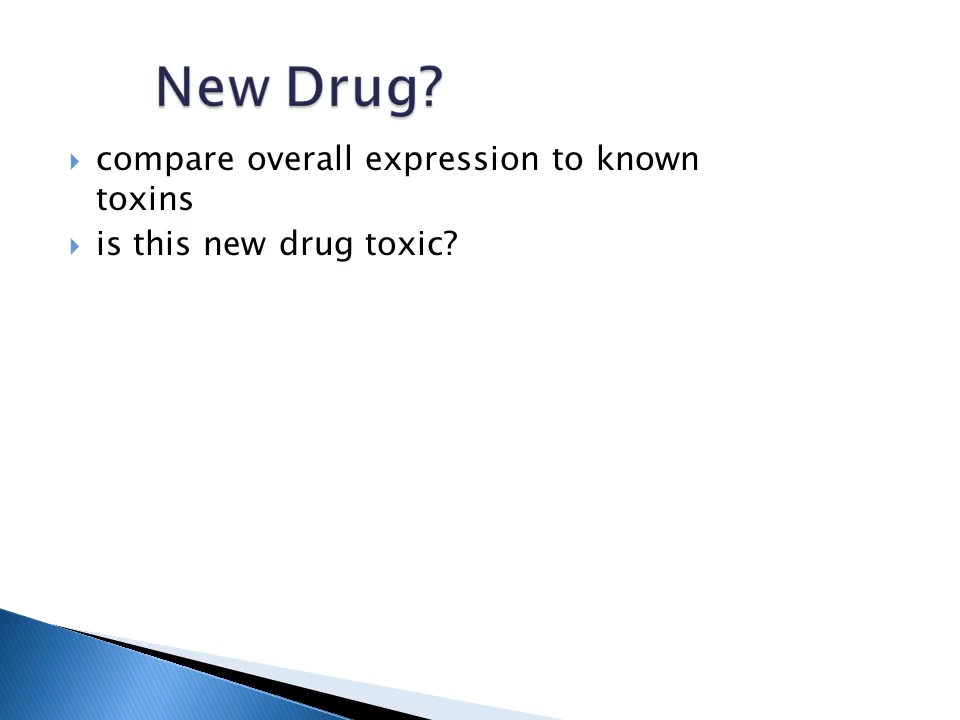 New Drug?
compare overall expression to known
toxins
is this new drug toxic?